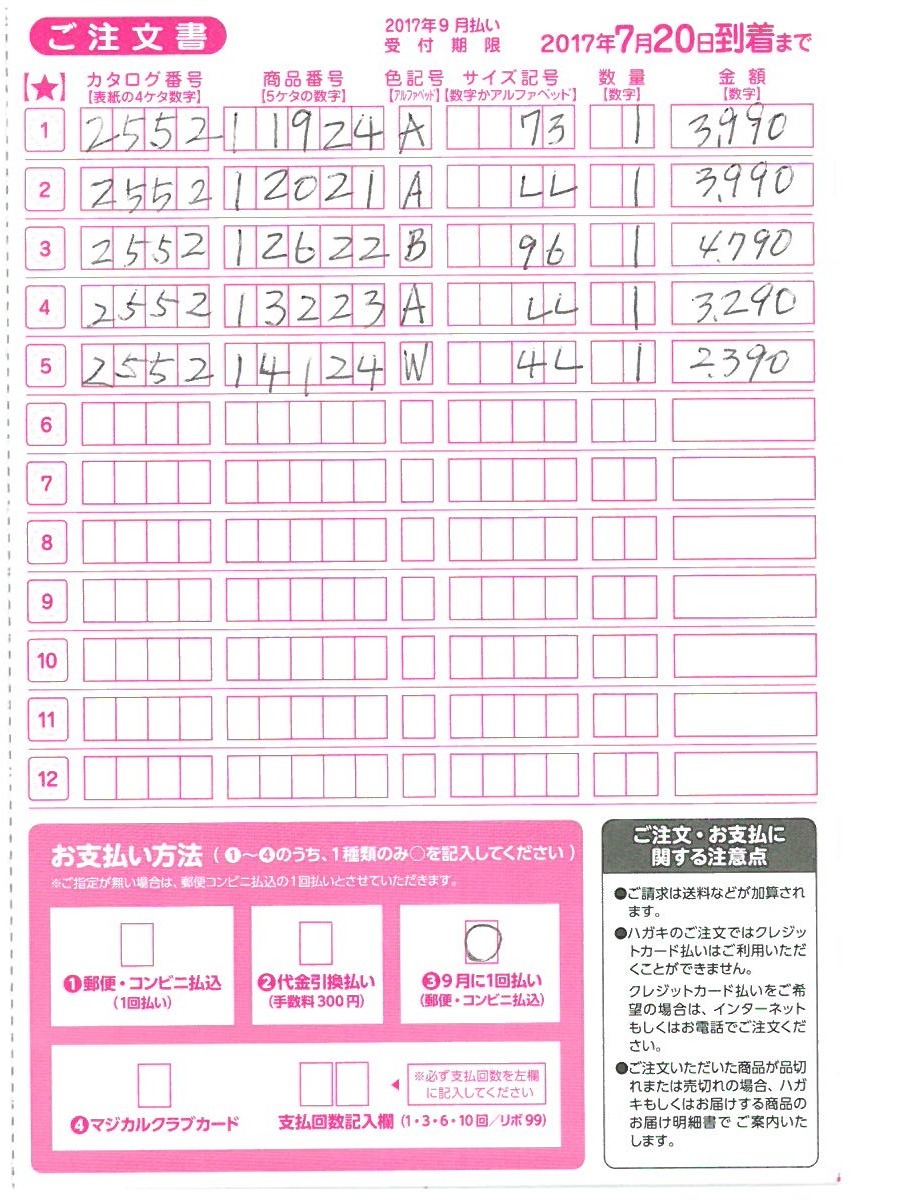 ご注文書
2017年9月払い
受付期限
2017年7月20日到着まで
【★】 カタログ番号 商品番号 色記号 サイズ記号 数量 金額
【表紙の4ケタ数字】 【5ケタの数字】 【アルファベット】 【数字かアルファベッド】 【数字】 【数字】
1 2552 11924 A 73 1 3,990
2 2552 12021 A LL 1 3,990
3 2552 12622 B 96 1 4,790
4 2552 13223 A LL 1 3,290
5 2552 14124 W 4L 1 2,390
6
7
8
9
10
11
12
お支払い方法（❶〜❹のうち、1種類のみ○を記入してください）
※ご指定が無い場合は、郵便コンビニ払込の1回払いとさせていただきます。
❶郵便・コンビニ払込
（1回払い）
❷代金引換払い
（手数料300円）
○
❸9月に1回払い
（郵便・コンビニ払込）
❹マジカルクラブカード
※必ず支払回数を左欄
に記入してください
支払回数記入欄（1・3・6・10回／リボ99）
ご注文・お支払に
関する注意点
●ご請求は送料などが加算され
ます。
●ハガキのご注文ではクレジッ
トカード払いはご利用いただ
くことができません。
クレジットカード払いをご希
望の場合は、インターネット
もしくはお電話でご注文くだ
さい。
●ご注文いただいた商品が品切
れまたは売切れの場合、ハガ
キもしくはお届けする商品の
お届け明細書でご案内いた
します。